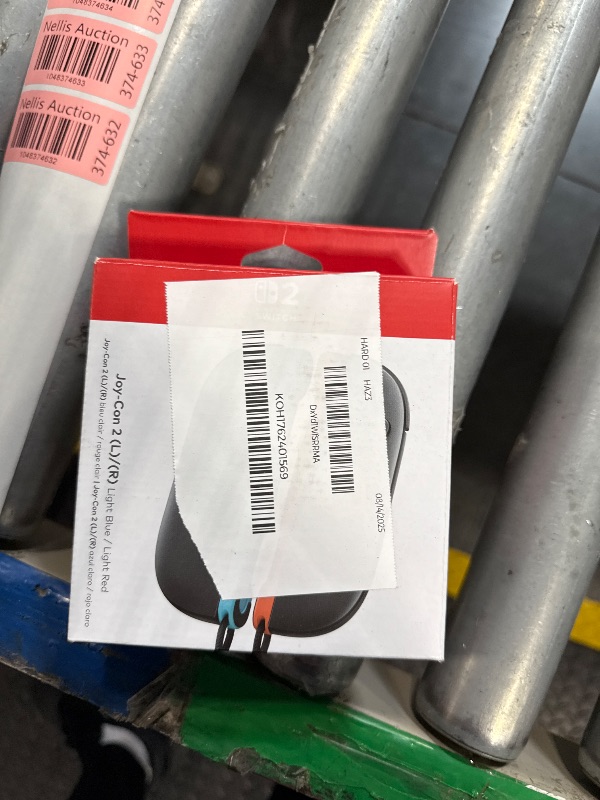 1048374634
374-
Nellis Auction
1048374633
374-633
Nellis Auction
1048374632
374-632
2
HARD 01 HAZ3
DxYd1WSRRMA
KOH1762401569
08/14/2025
Joy-Con 2 (L)/(R) Light Blue / Light Red
Joy-Con 2 (L)/(R) bleu clair / rouge clair | Joy-Con 2 (L)/(R) azul claro / rojo claro